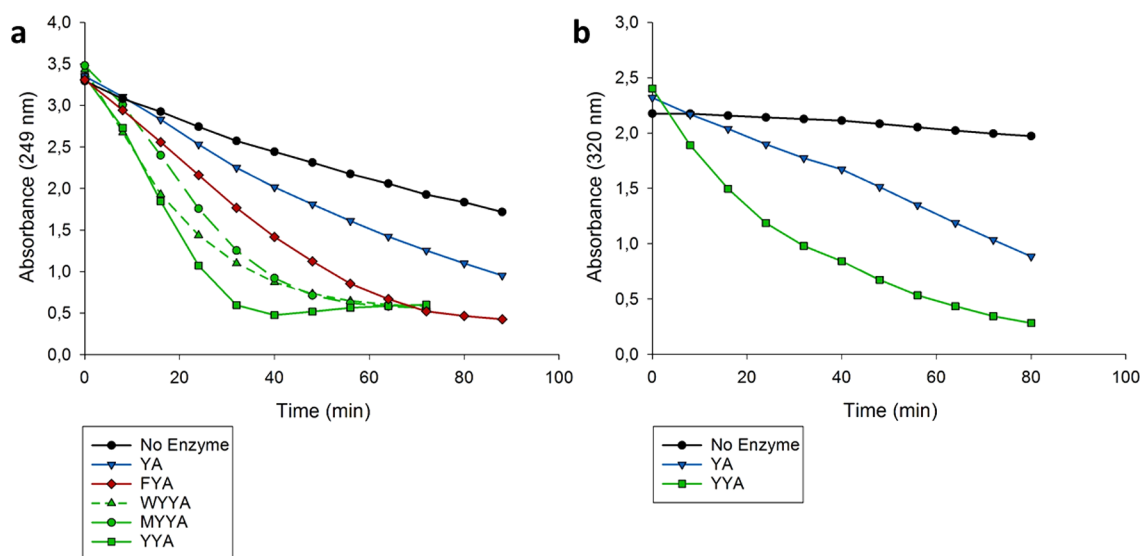 a
4,0
3,5
3,0
2,5
2,0
1,5
1,0
0,5
0,0
Absorbance (249 nm)
0 20 40 60 80 100
Time (min)
No Enzyme
YA
FYA
WYYA
MYYA
YYA
b
3,0
2,5
2,0
1,5
1,0
0,5
0,0
Absorbance (320 nm)
0 20 40 60 80 100
Time (min)
No Enzyme
YA
YYA